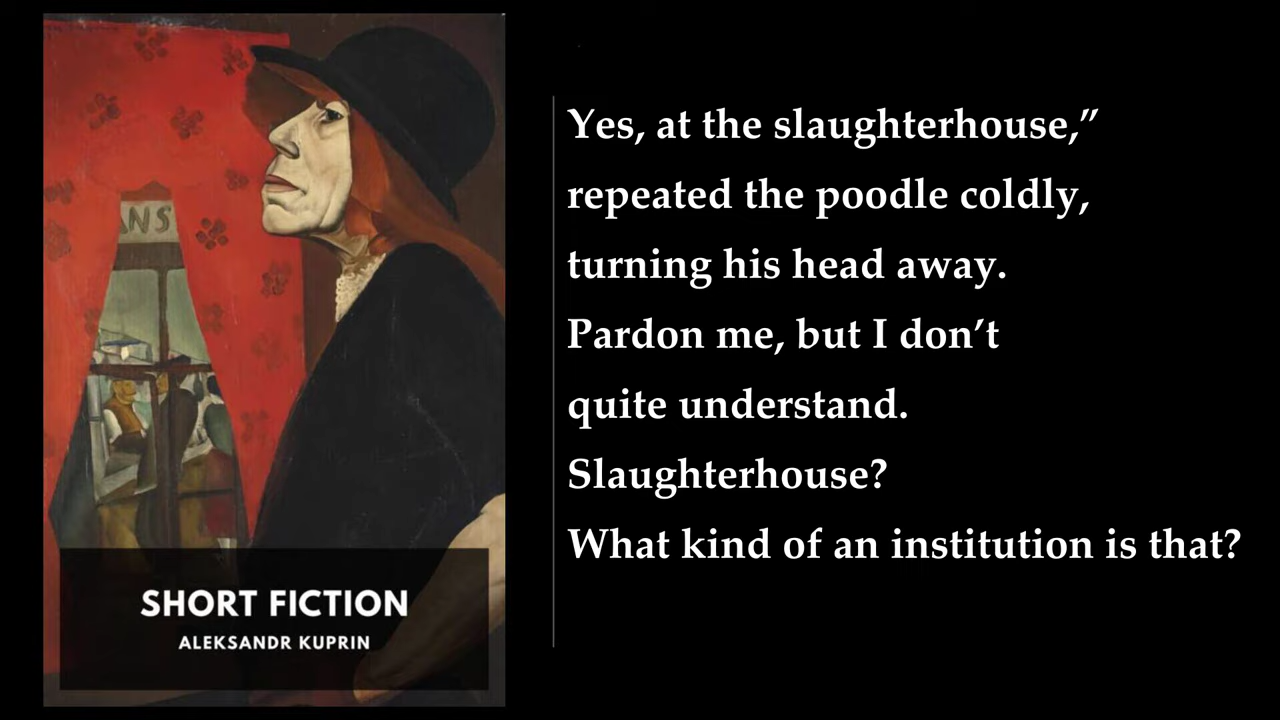 ANS
SHORT FICTION
ALEKSANDR KUPRIN
Yes, at the slaughterhouse,”
repeated the poodle coldly,
turning his head away.
Pardon me, but I don’t
quite understand.
Slaughterhouse?
What kind of an institution is that?